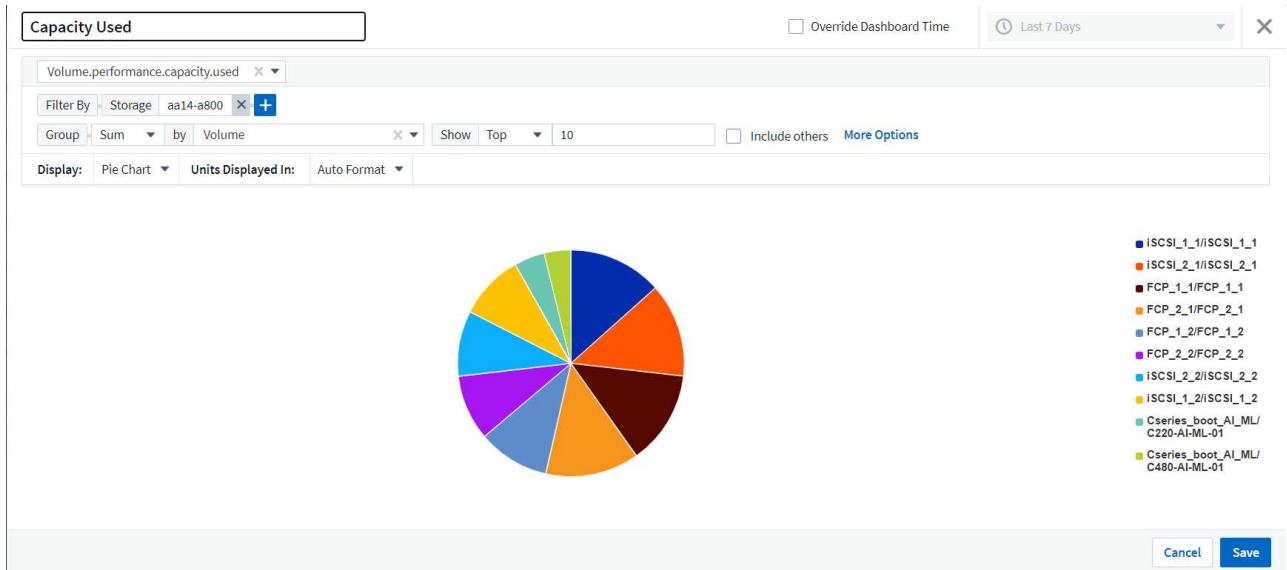 Capacity Used
Override Dashboard Time
Last 7 Days
Volume.performance.capacity.used
Filter By Storage aa14-a800
Group Sum by Volume Show Top 10 Include others More Options
Display: Pie Chart Units Displayed In: Auto Format
iSCSI_1_1/iSCSI_1_1
iSCSI_2_1/iSCSI_2_1
FCP_1_1/FCP_1_1
FCP_2_1/FCP_2_1
FCP_1_2/FCP_1_2
FCP_2_2/FCP_2_2
iSCSI_2_2/iSCSI_2_2
iSCSI_1_2/iSCSI_1_2
Cseries_boot_AI_ML/
C220-AI-ML-01
Cseries_boot_AI_ML/
C480-AI-ML-01
Cancel Save